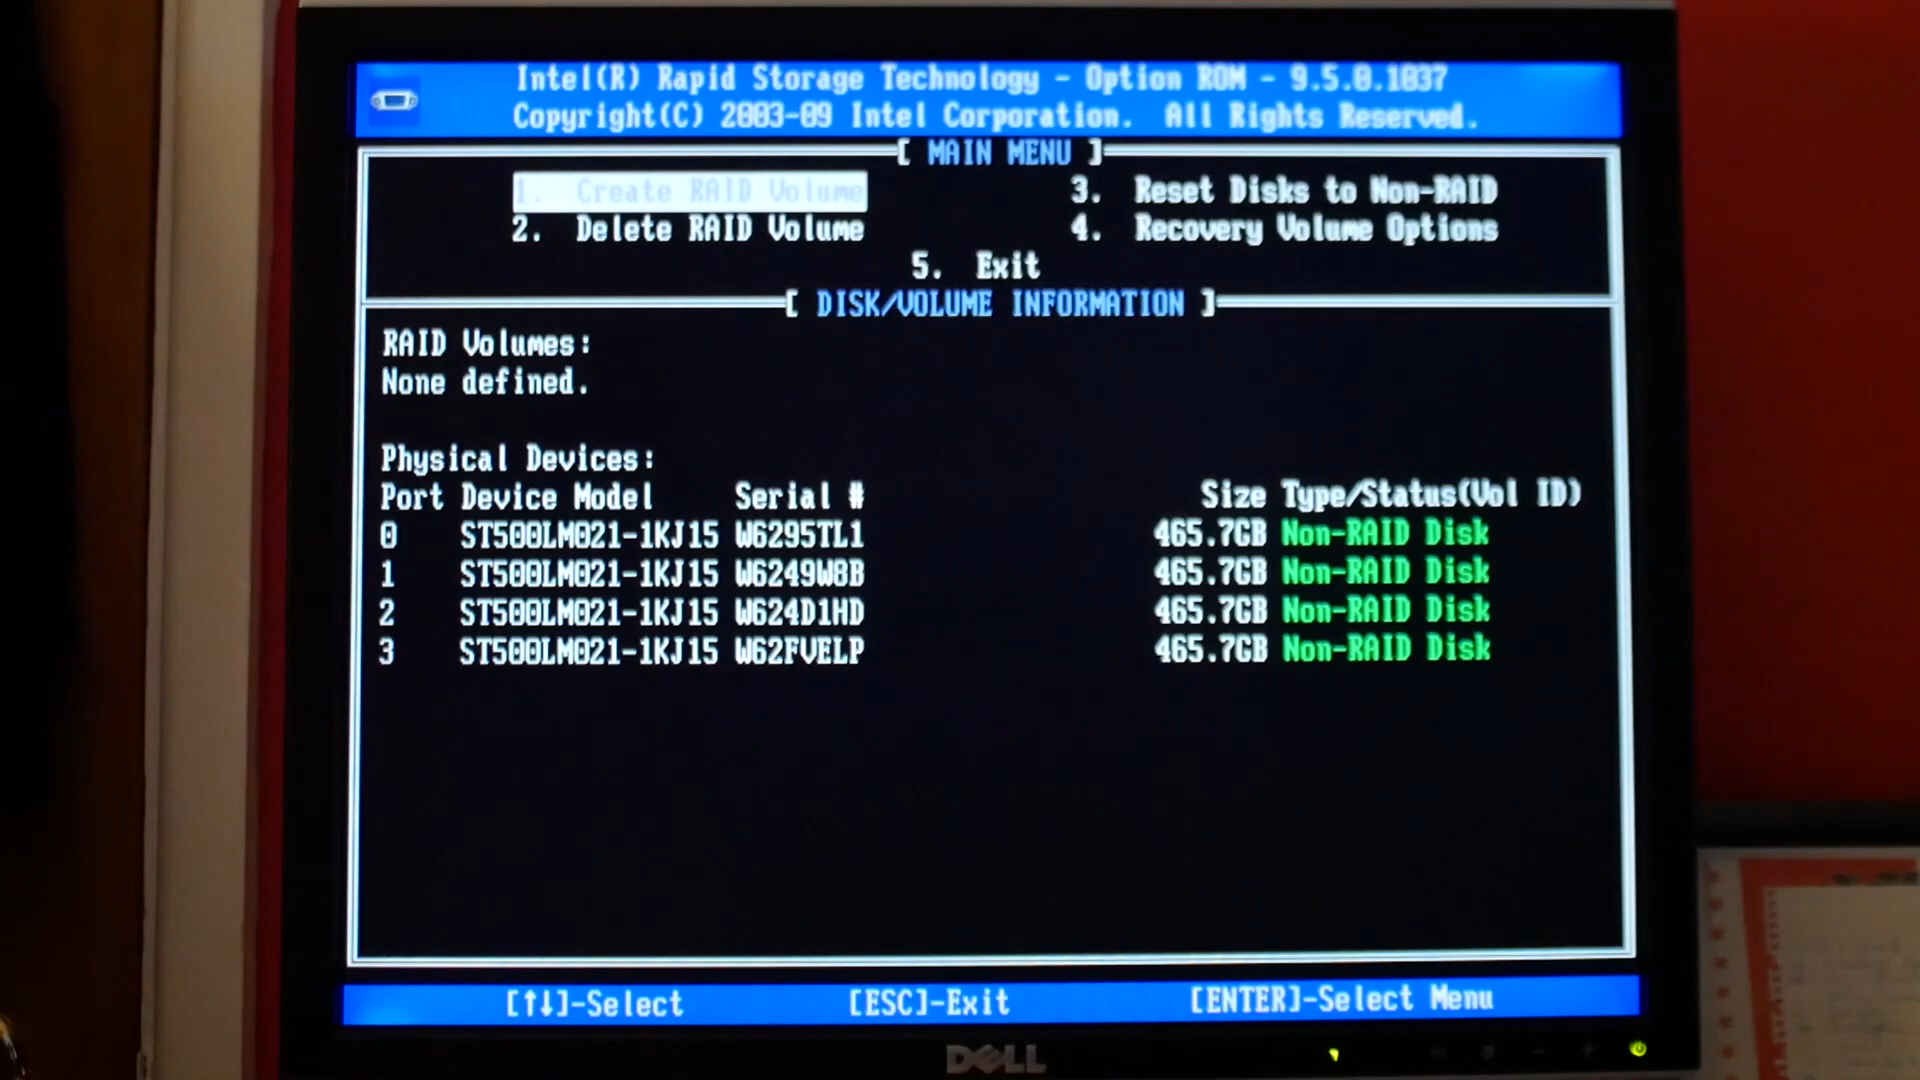 Intel(R) Rapid Storage Technology - Option ROM - 9.5.0.1037
Copyright(C) 2003-09 Intel Corporation. All Rights Reserved.
[ MAIN MENU ]
1. Create RAID Volume
2. Delete RAID Volume
3. Reset Disks to Non-RAID
4. Recovery Volume Options
5. Exit
[ DISK/VOLUME INFORMATION ]
RAID Volumes:
None defined.
Physical Devices:
Port Device Model Serial # Size Type/Status(Vol ID)
0 ST500LM021-1KJ15 W6295TL1 465.7GB Non-RAID Disk
1 ST500LM021-1KJ15 W6249W8B 465.7GB Non-RAID Disk
2 ST500LM021-1KJ15 W624D1HD 465.7GB Non-RAID Disk
3 ST500LM021-1KJ15 W62FVELP 465.7GB Non-RAID Disk
[↑↓]-Select [ESC]-Exit [ENTER]-Select Menu
DELL